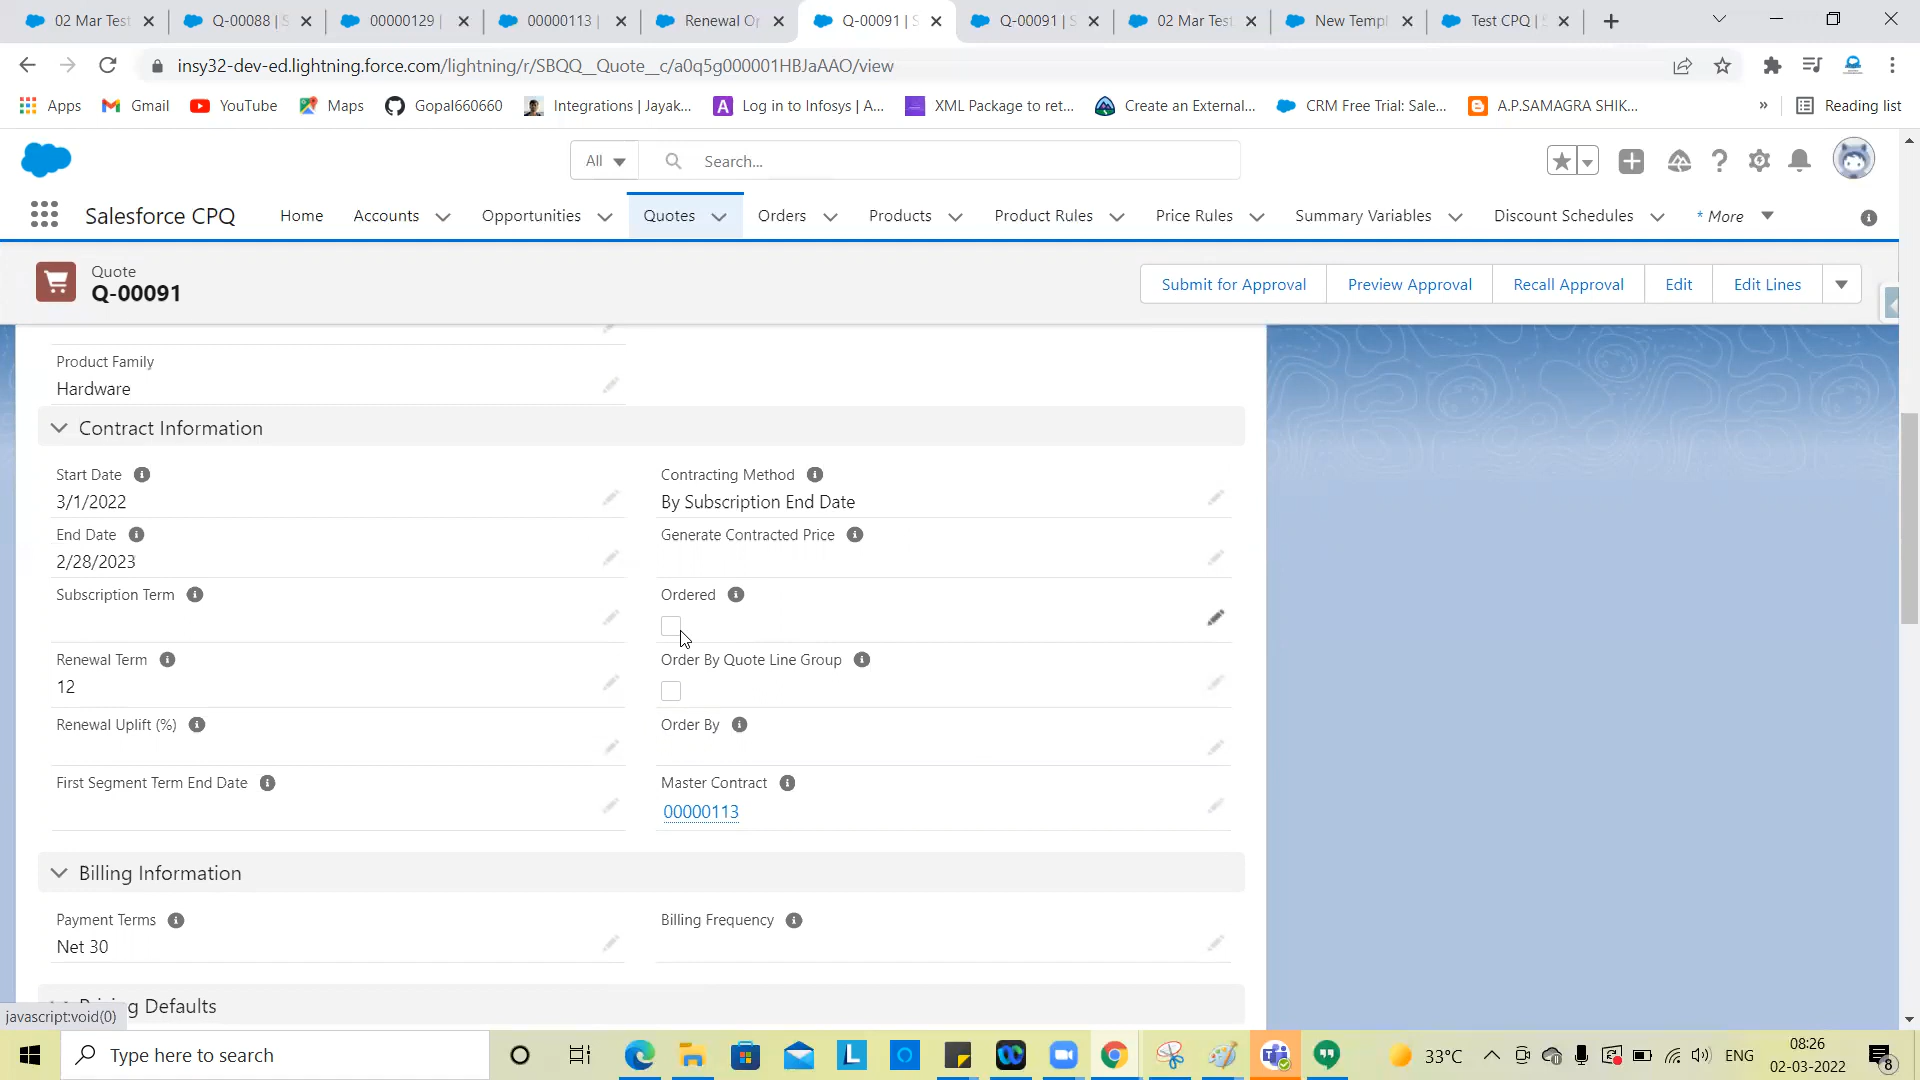 02 Mar Test Q-00088 | S 00000129 | 00000113 | Renewal Op Q-00091 | S Q-00091 | S 02 Mar Test New Templ Test CPQ | S
insy32-dev-ed.lightning.force.com/lightning/r/SBQQ__Quote__c/a0q5g000001HBJaAAO/view
Apps Gmail YouTube Maps Gopal660660 Integrations | Jayak... Log in to Infosys | A... XML Package to ret... Create an External... CRM Free Trial: Sale... A.P.SAMAGRA SHIK... » Reading list
All Search...
Salesforce CPQ Home Accounts Opportunities Quotes Orders Products Product Rules Price Rules Summary Variables Discount Schedules * More
Quote
Q-00091
Submit for Approval Preview Approval Recall Approval Edit Edit Lines
Product Family
Hardware
Contract Information
Start Date Contracting Method
3/1/2022 By Subscription End Date
End Date Generate Contracted Price
2/28/2023
Subscription Term Ordered
Renewal Term Order By Quote Line Group
12
Renewal Uplift (%) Order By
First Segment Term End Date Master Contract
00000113
Billing Information
Payment Terms Billing Frequency
Net 30
g Defaults
javascript:void(0)
Type here to search 33°C ENG 08:26
02-03-2022 8